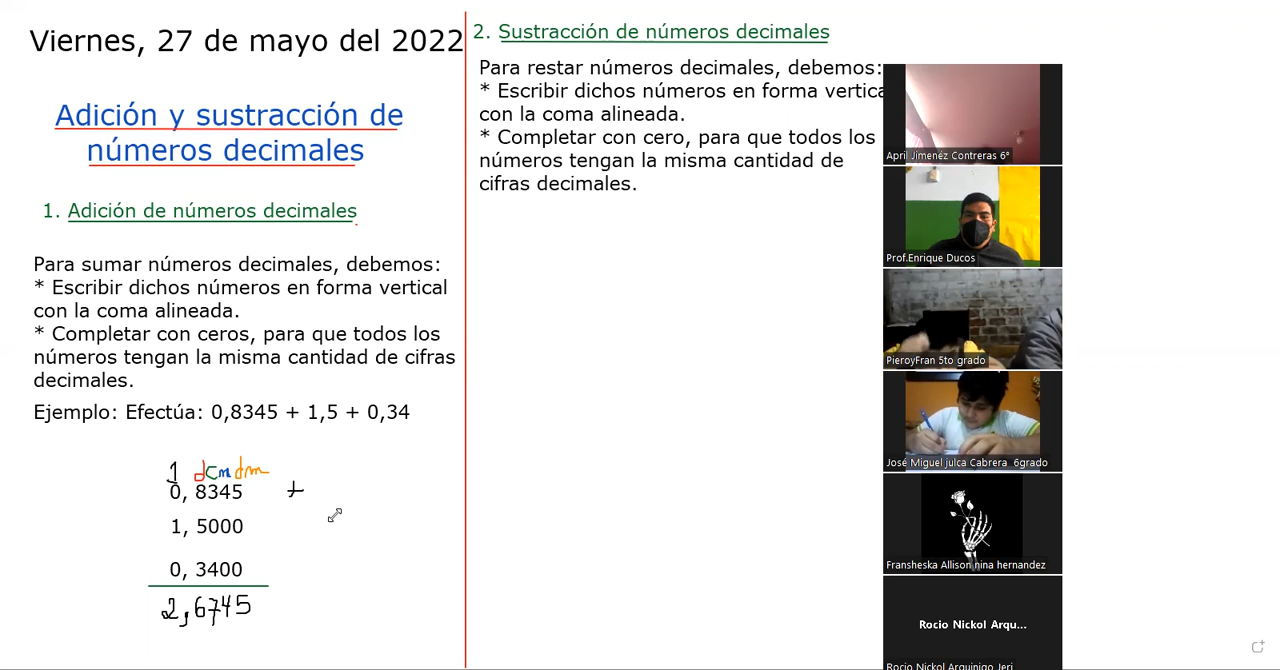 Viernes, 27 de mayo del 2022
Adición y sustracción de
números decimales
1. Adición de números decimales
Para sumar números decimales, debemos:
* Escribir dichos números en forma vertical
con la coma alineada.
* Completar con ceros, para que todos los
números tengan la misma cantidad de cifras
decimales.
Ejemplo: Efectúa: 0,8345 + 1,5 + 0,34
1 dcmdm
0, 8345 +
1, 5000
0, 3400
2,6745
2. Sustracción de números decimales
Para restar números decimales, debemos:
* Escribir dichos números en forma vertica
con la coma alineada.
* Completar con cero, para que todos los
números tengan la misma cantidad de
cifras decimales.
April Jimenéz Contreras 6°
Prof.Enrique Ducos
PieroyFran 5to grado
José Miguel julca Cabrera 6grado
Fransheska Allison nina hernandez
Rocio Nickol Arqu...
Rocio Nickol Arquinigo Jeri